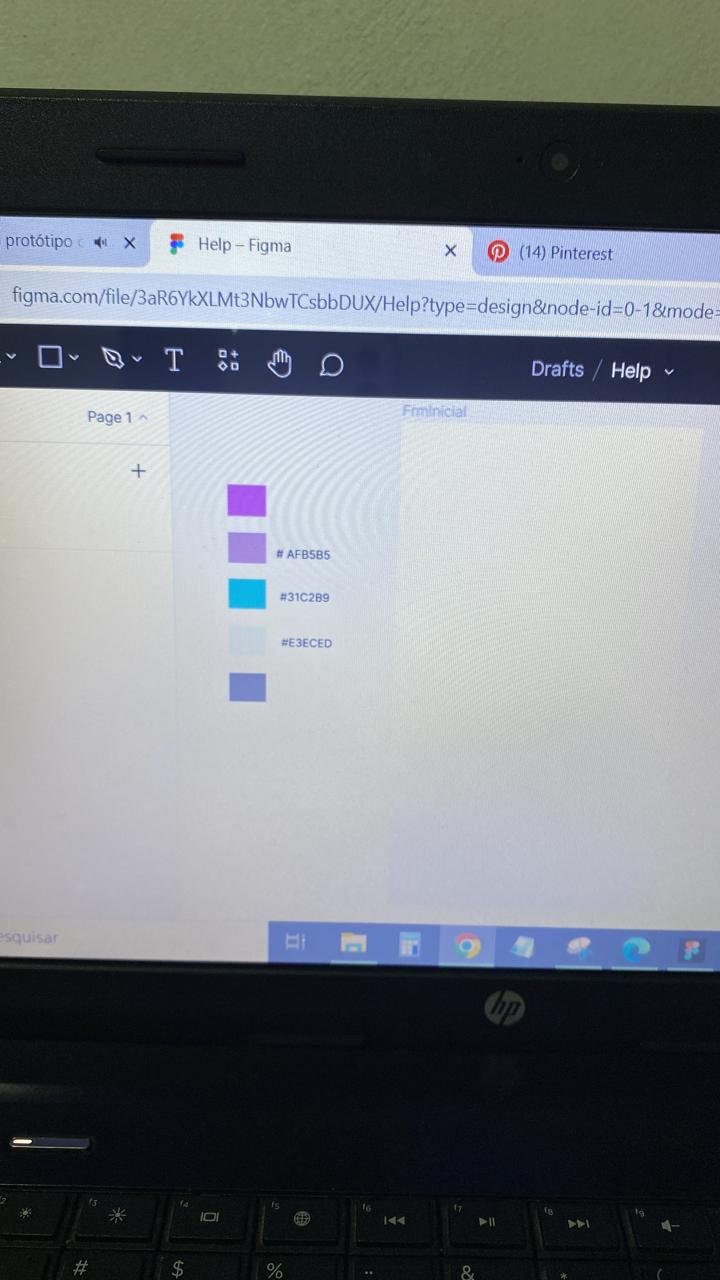 protótipo
Help – Figma
(14) Pinterest
figma.com/file/3aR6YkXLMt3NbwTCsbbDUX/Help?type=design&node-id=0-1&mode=
T
Drafts / Help
Page 1
FrmInicial
# AFB5B5
#31C2B9
#E3ECED
esquisar
hp
f2 f3 f4 f5 f6 f7 f8 f9
# $ % ¨ & * (